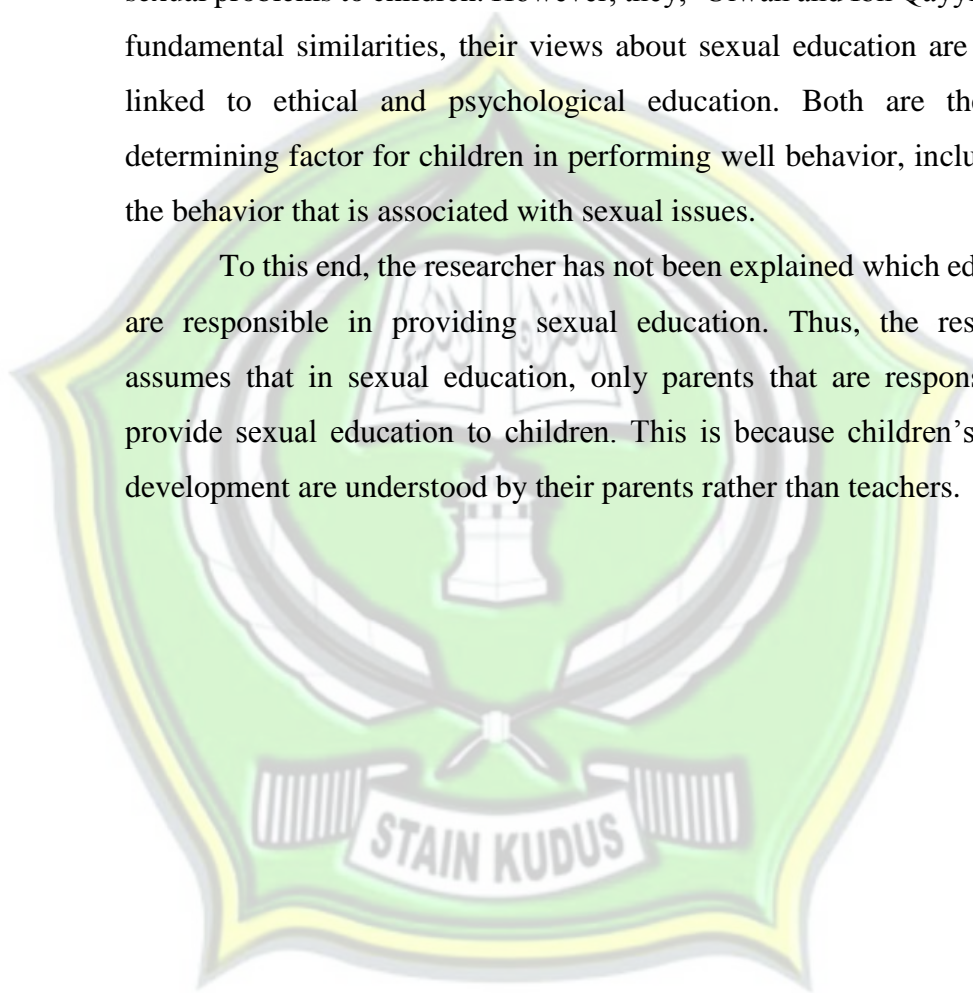 sexual problems to children. However, they, ‘Ulwan and Ibn Qayy
fundamental similarities, their views about sexual education are
linked to ethical and psychological education. Both are the
determining factor for children in performing well behavior, inclu
the behavior that is associated with sexual issues.
To this end, the researcher has not been explained which ed
are responsible in providing sexual education. Thus, the res
assumes that in sexual education, only parents that are respons
provide sexual education to children. This is because children’s
development are understood by their parents rather than teachers.
STAIN KUDUS